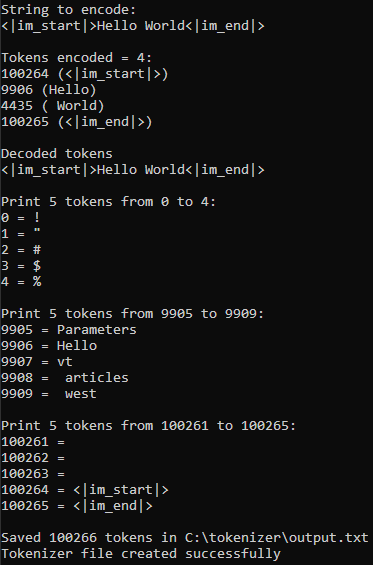 String to encode:
<|im_start|>Hello World<|im_end|>
Tokens encoded = 4:
100264 (<|im_start|>)
9906 (Hello)
4435 ( World)
100265 (<|im_end|>)
Decoded tokens
<|im_start|>Hello World<|im_end|>
Print 5 tokens from 0 to 4:
0 = !
1 = "
2 = #
3 = $
4 = %
Print 5 tokens from 9905 to 9909:
9905 = Parameters
9906 = Hello
9907 = vt
9908 =  articles
9909 =  west
Print 5 tokens from 100261 to 100265:
100261 =
100262 =
100263 =
100264 = <|im_start|>
100265 = <|im_end|>
Saved 100266 tokens in C:\tokenizer\output.txt
Tokenizer file created successfully